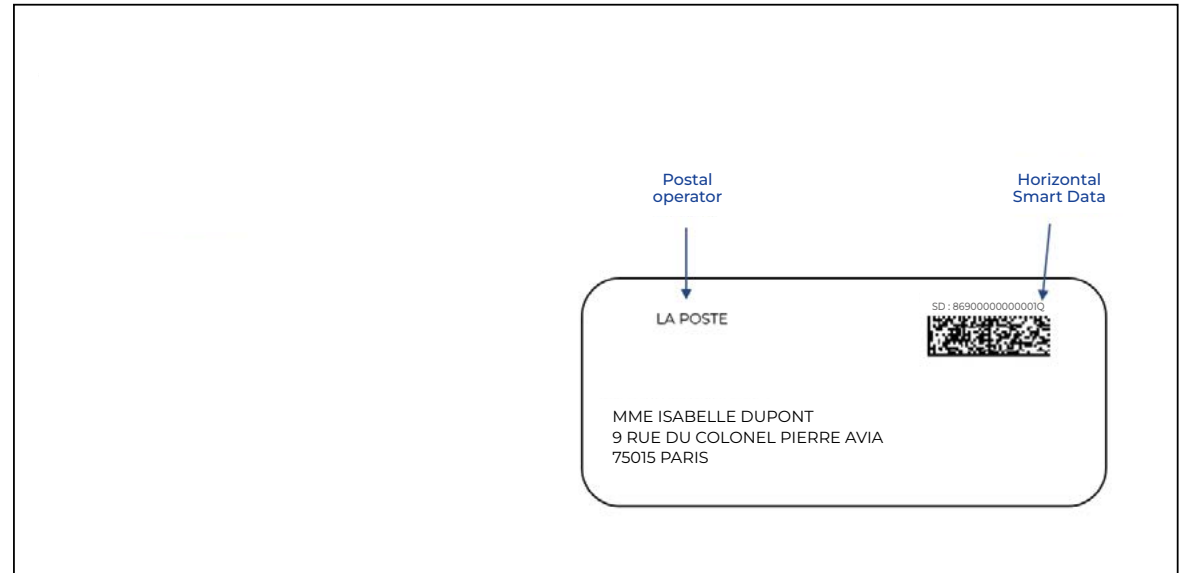 Postal
operator
Horizontal
Smart Data
LA POSTE
SD : 86900000000001Q
MME ISABELLE DUPONT
9 RUE DU COLONEL PIERRE AVIA
75015 PARIS